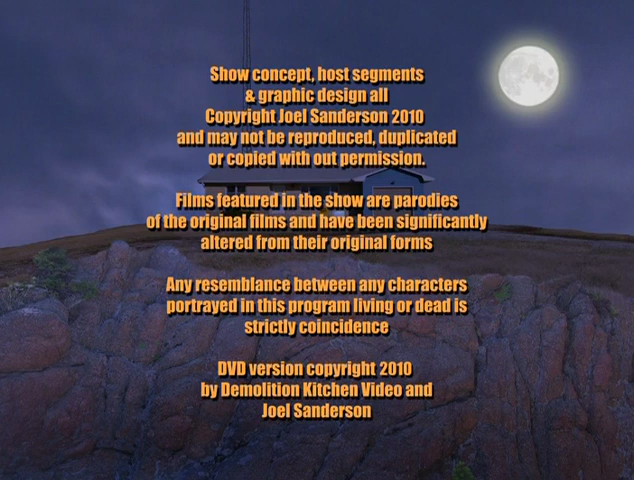 Show concept, host segments
& graphic design all
Copyright Joel Sanderson 2010
and may not be reproduced, duplicated
or copied with out permission.
Films featured in the show are parodies
of the original films and have been significantly
altered from their original forms
Any resemblance between any characters
portrayed in this program living or dead is
strictly coincidence
DVD version copyright 2010
by Demolition Kitchen Video and
Joel Sanderson